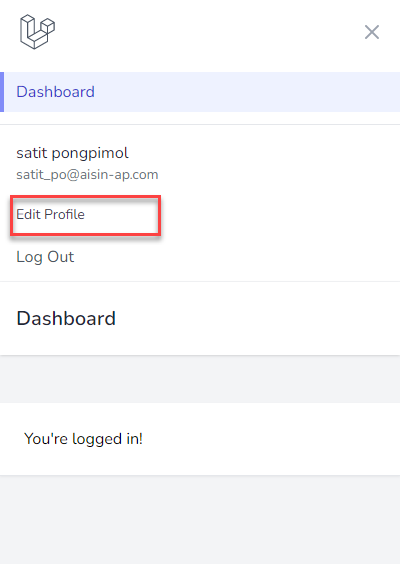 Dashboard
satit pongpimol
satit_po@aisin-ap.com
Edit Profile
Log Out
Dashboard
You're logged in!